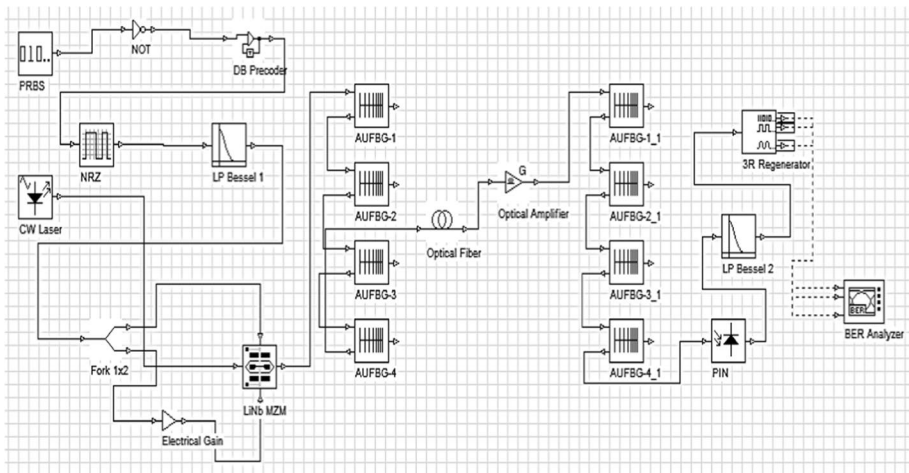 010..
PRBS
NOT
T
DB Precoder
NRZ
LP Bessel 1
CW Laser
Fork 1x2
LiNb MZM
Electrical Gain
AUFBG-1
AUFBG-2
AUFBG-3
AUFBG-4
Optical Fiber
G
Optical Amplifier
AUFBG-1_1
AUFBG-2_1
AUFBG-3_1
AUFBG-4_1
3R Regenerator
LP Bessel 2
PIN
BER
BER Analyzer